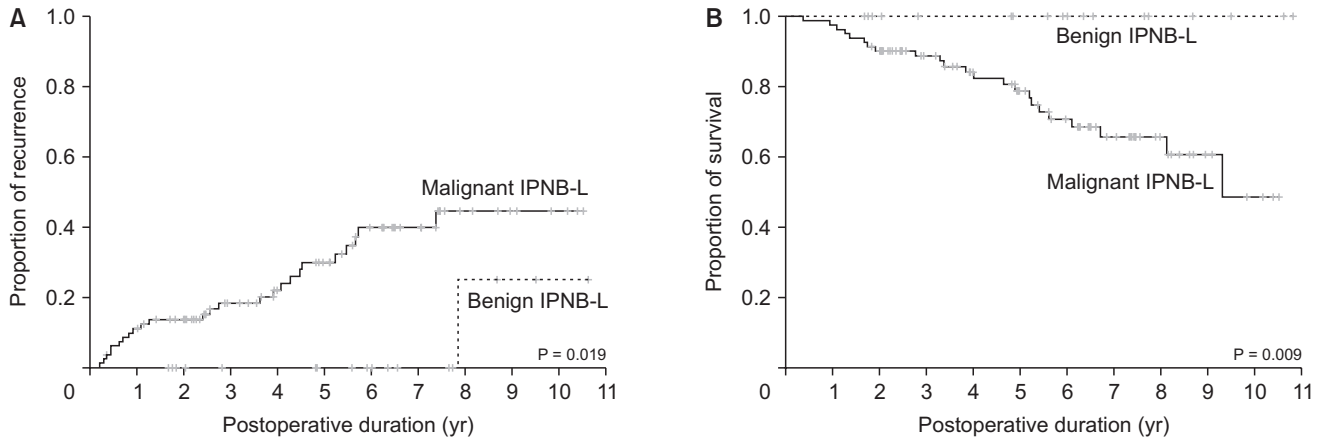 A
Proportion of recurrence
1.0
0.8
0.6
0.4
0.2
0
1 2 3 4 5 6 7 8 9 10 11
Postoperative duration (yr)
Malignant IPNB-L
Benign IPNB-L
P = 0.019
B
Proportion of survival
1.0
0.8
0.6
0.4
0.2
0
1 2 3 4 5 6 7 8 9 10 11
Postoperative duration (yr)
Benign IPNB-L
Malignant IPNB-L
P = 0.009